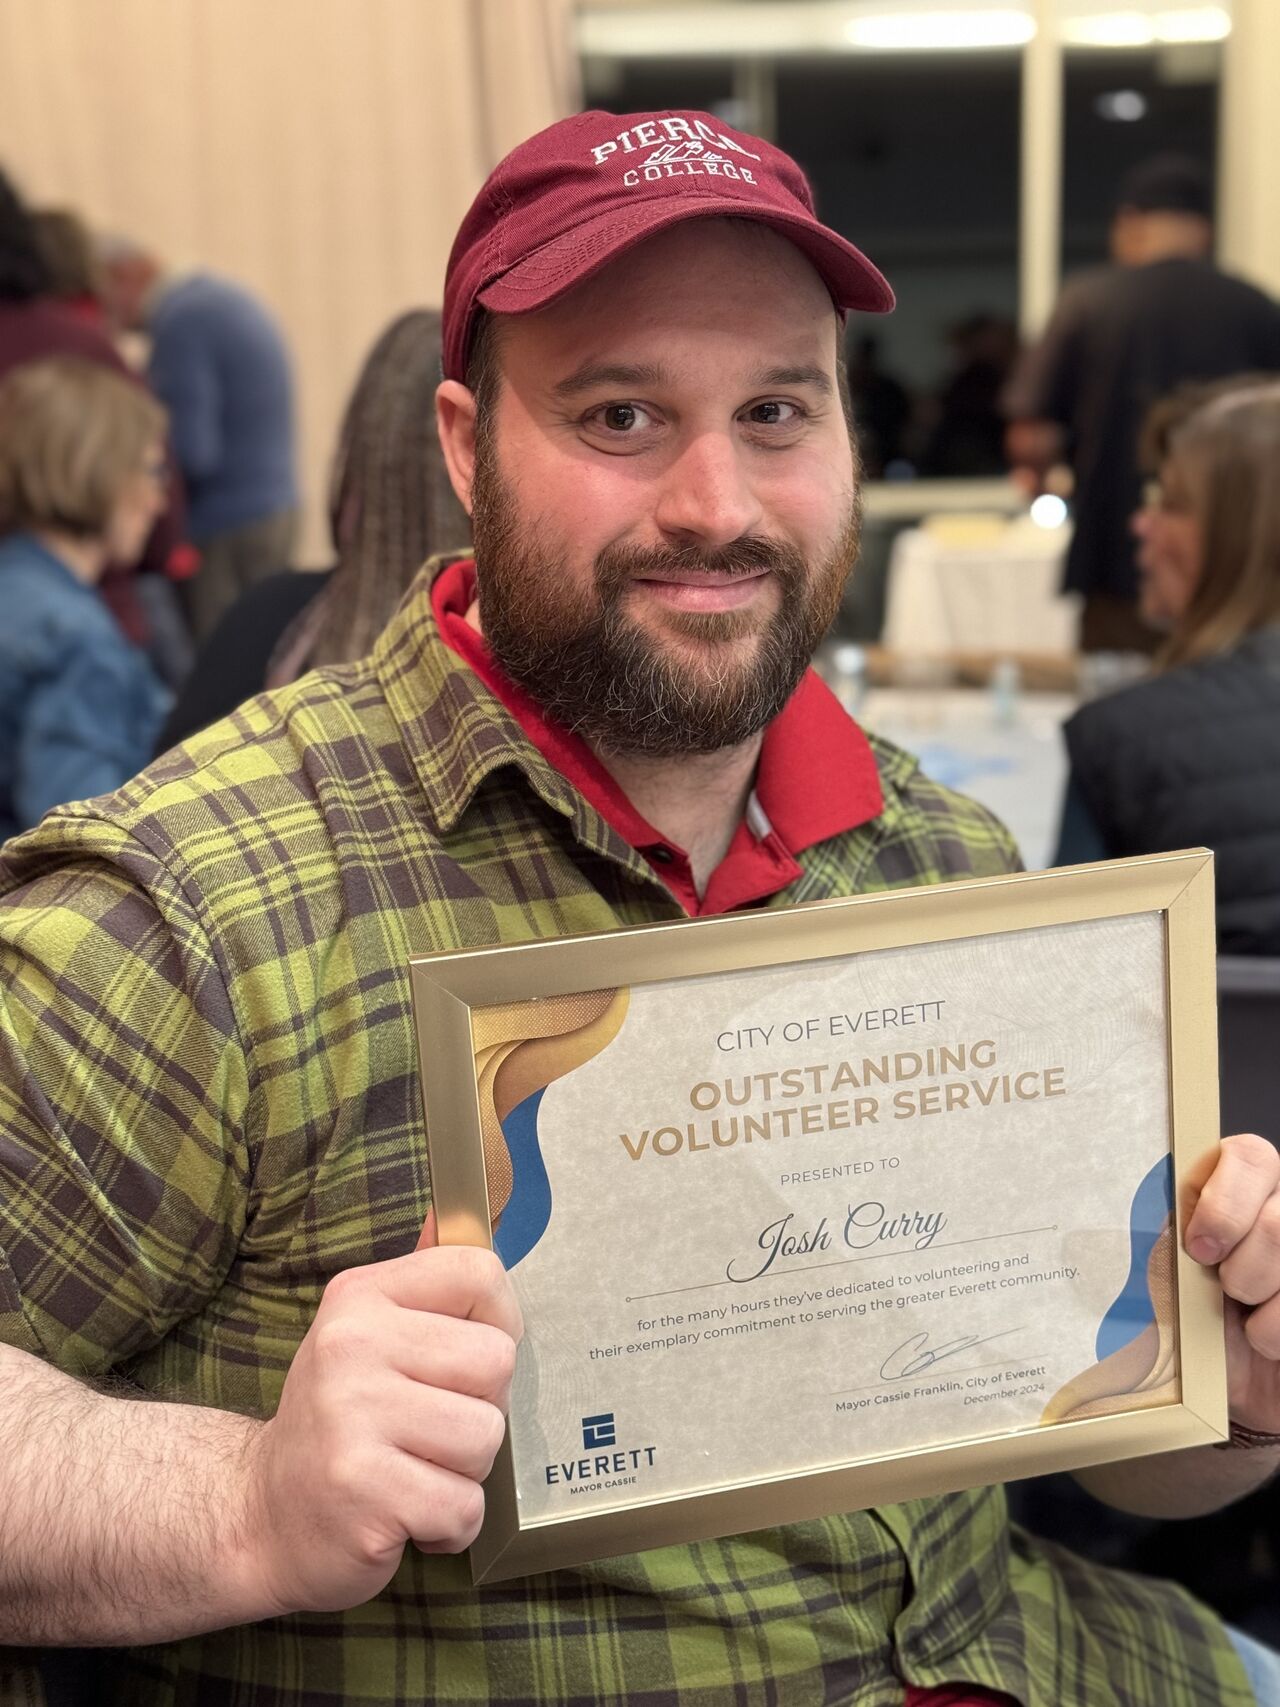 PIERCE
COLLEGE
CITY OF EVERETT
OUTSTANDING
VOLUNTEER SERVICE
PRESENTED TO
Josh Curry
for the many hours they've dedicated to volunteering and
their exemplary commitment to serving the greater Everett community.
Mayor Cassie Franklin, City of Everett
December 2024
EVERETT
MAYOR CASSIE